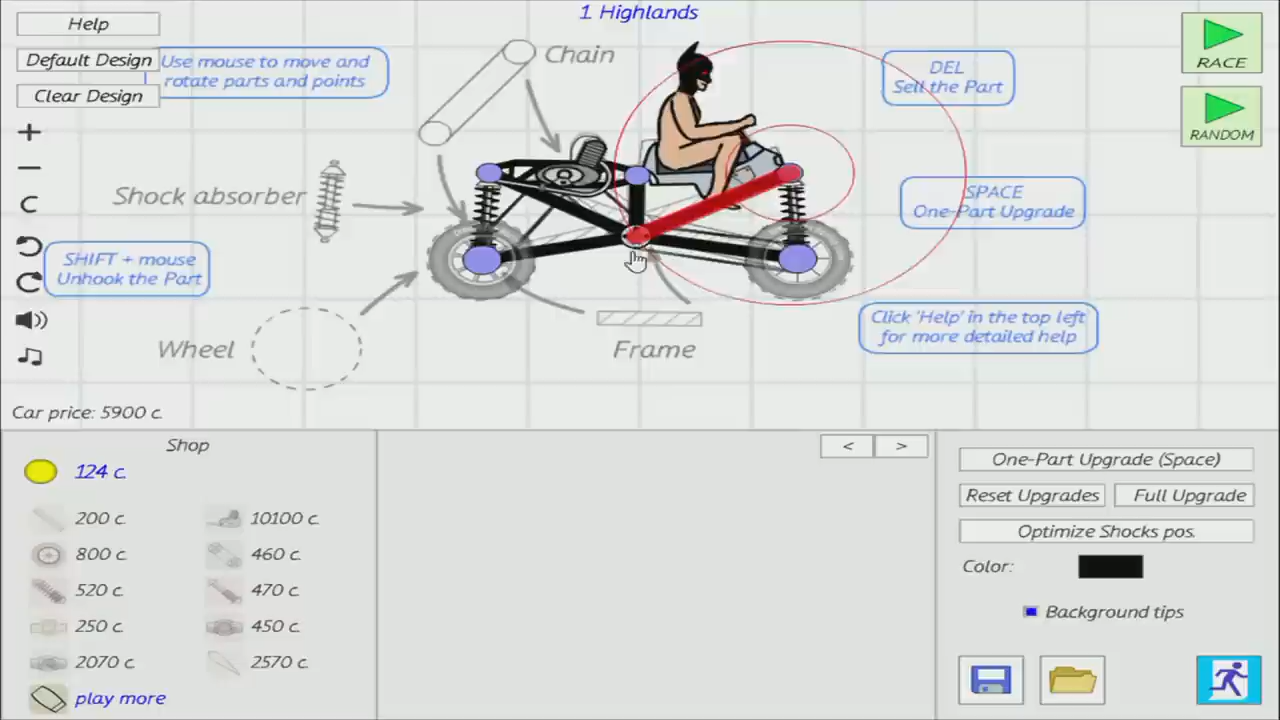 1 Highlands
Help
Default Design
Clear Design
Use mouse to move and
rotate parts and points
Chain
DEL
Sell the Part
RACE
RANDOM
+
−
C
Shock absorber
SPACE
One-Part Upgrade
SHIFT + mouse
Unhook the Part
Click 'Help' in the top left
for more detailed help
Wheel
Frame
Car price: 5900 c.
Shop
124 c.
200 c.
10100 c.
800 c.
460 c.
520 c.
470 c.
250 c.
450 c.
2070 c.
2570 c.
play more
<
>
One-Part Upgrade (Space)
Reset Upgrades
Full Upgrade
Optimize Shocks pos.
Color:
Background tips